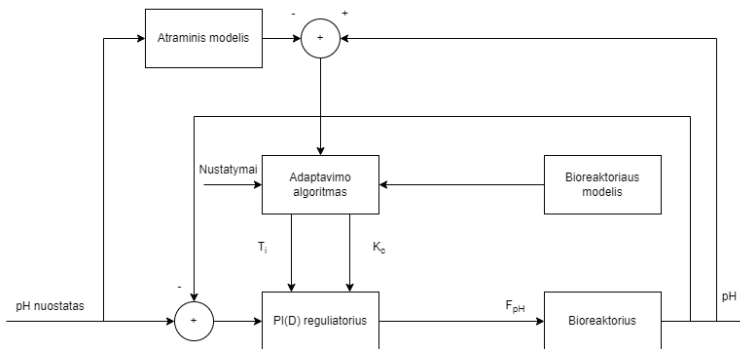 -
+
Atraminis modelis
+
Nustatymai
Adaptavimo
algoritmas
Bioreaktoriaus
modelis
Ti
Kc
-
pH nuostatas
+
PI(D) reguliatorius
FpH
Bioreaktorius
pH